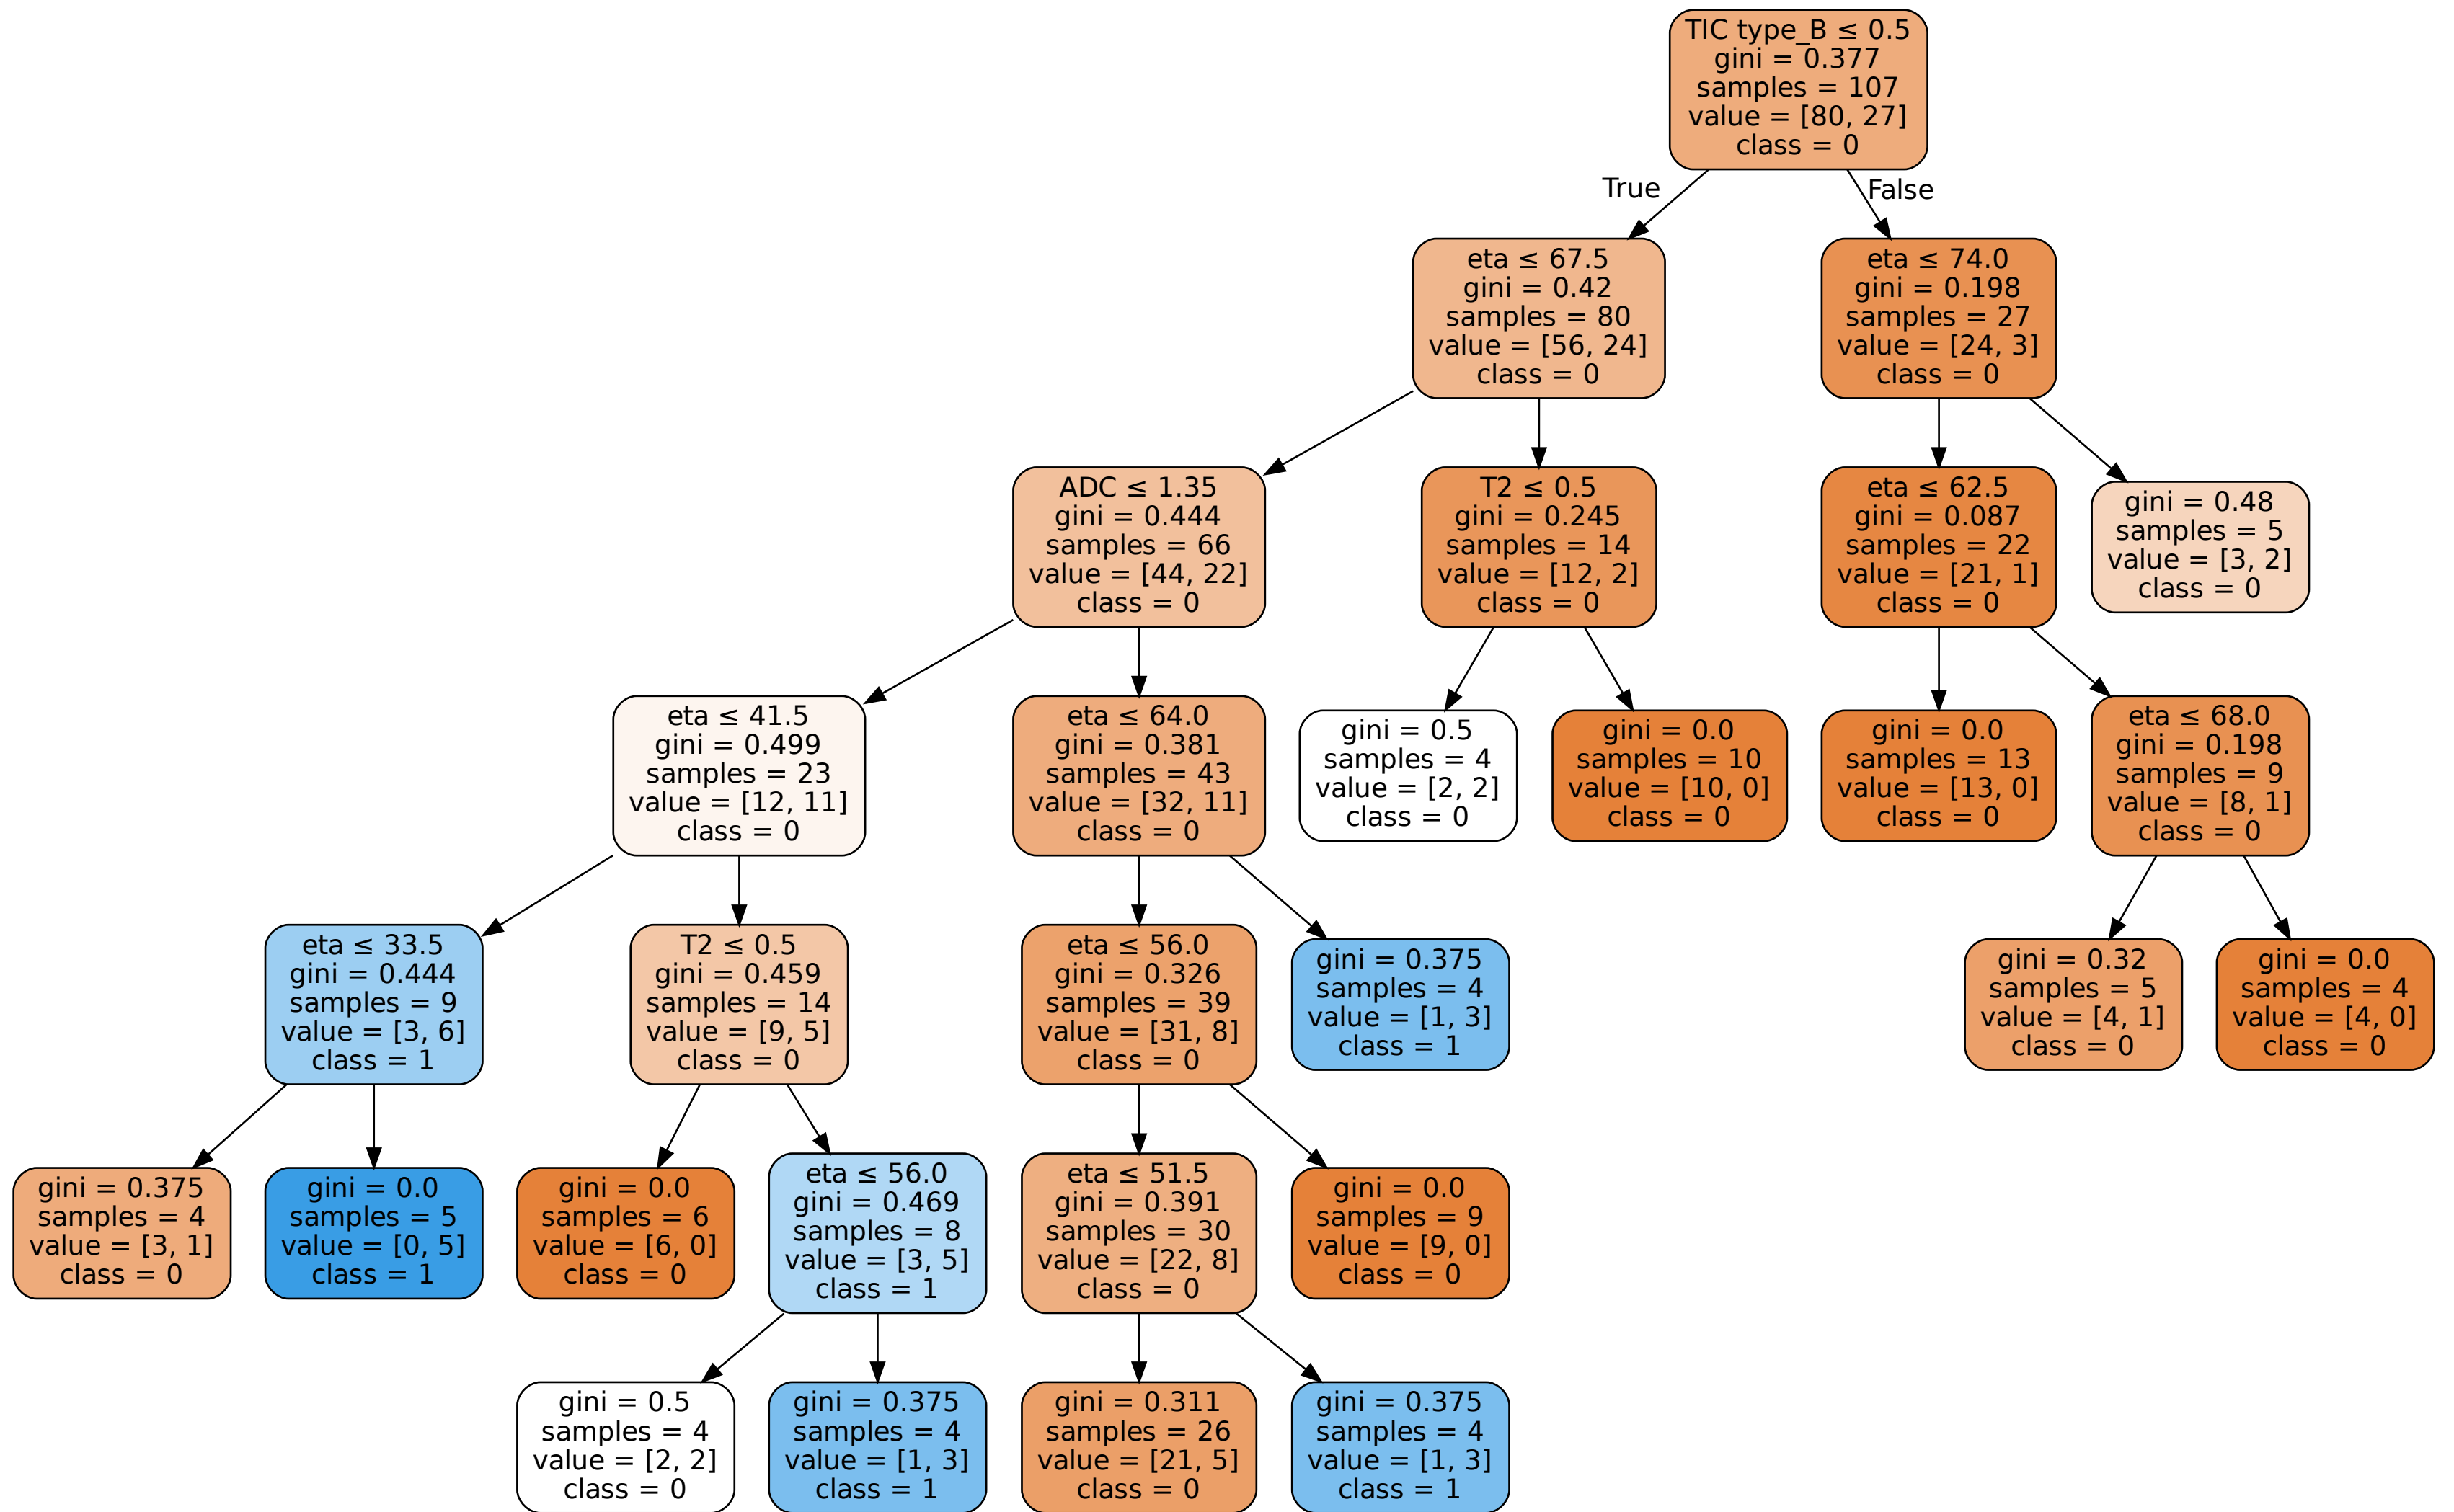 TIC type_B ≤ 0.5
gini = 0.377
samples = 107
value = [80, 27]
class = 0
True
False
eta ≤ 67.5
gini = 0.42
samples = 80
value = [56, 24]
class = 0
eta ≤ 74.0
gini = 0.198
samples = 27
value = [24, 3]
class = 0
ADC ≤ 1.35
gini = 0.444
samples = 66
value = [44, 22]
class = 0
T2 ≤ 0.5
gini = 0.245
samples = 14
value = [12, 2]
class = 0
eta ≤ 62.5
gini = 0.087
samples = 22
value = [21, 1]
class = 0
gini = 0.48
samples = 5
value = [3, 2]
class = 0
eta ≤ 41.5
gini = 0.499
samples = 23
value = [12, 11]
class = 0
eta ≤ 64.0
gini = 0.381
samples = 43
value = [32, 11]
class = 0
gini = 0.5
samples = 4
value = [2, 2]
class = 0
gini = 0.0
samples = 10
value = [10, 0]
class = 0
gini = 0.0
samples = 13
value = [13, 0]
class = 0
eta ≤ 68.0
gini = 0.198
samples = 9
value = [8, 1]
class = 0
eta ≤ 33.5
gini = 0.444
samples = 9
value = [3, 6]
class = 1
T2 ≤ 0.5
gini = 0.459
samples = 14
value = [9, 5]
class = 0
eta ≤ 56.0
gini = 0.326
samples = 39
value = [31, 8]
class = 0
gini = 0.375
samples = 4
value = [1, 3]
class = 1
gini = 0.32
samples = 5
value = [4, 1]
class = 0
gini = 0.0
samples = 4
value = [4, 0]
class = 0
gini = 0.375
samples = 4
value = [3, 1]
class = 0
gini = 0.0
samples = 5
value = [0, 5]
class = 1
gini = 0.0
samples = 6
value = [6, 0]
class = 0
eta ≤ 56.0
gini = 0.469
samples = 8
value = [3, 5]
class = 1
eta ≤ 51.5
gini = 0.391
samples = 30
value = [22, 8]
class = 0
gini = 0.0
samples = 9
value = [9, 0]
class = 0
gini = 0.5
samples = 4
value = [2, 2]
class = 0
gini = 0.375
samples = 4
value = [1, 3]
class = 1
gini = 0.311
samples = 26
value = [21, 5]
class = 0
gini = 0.375
samples = 4
value = [1, 3]
class = 1